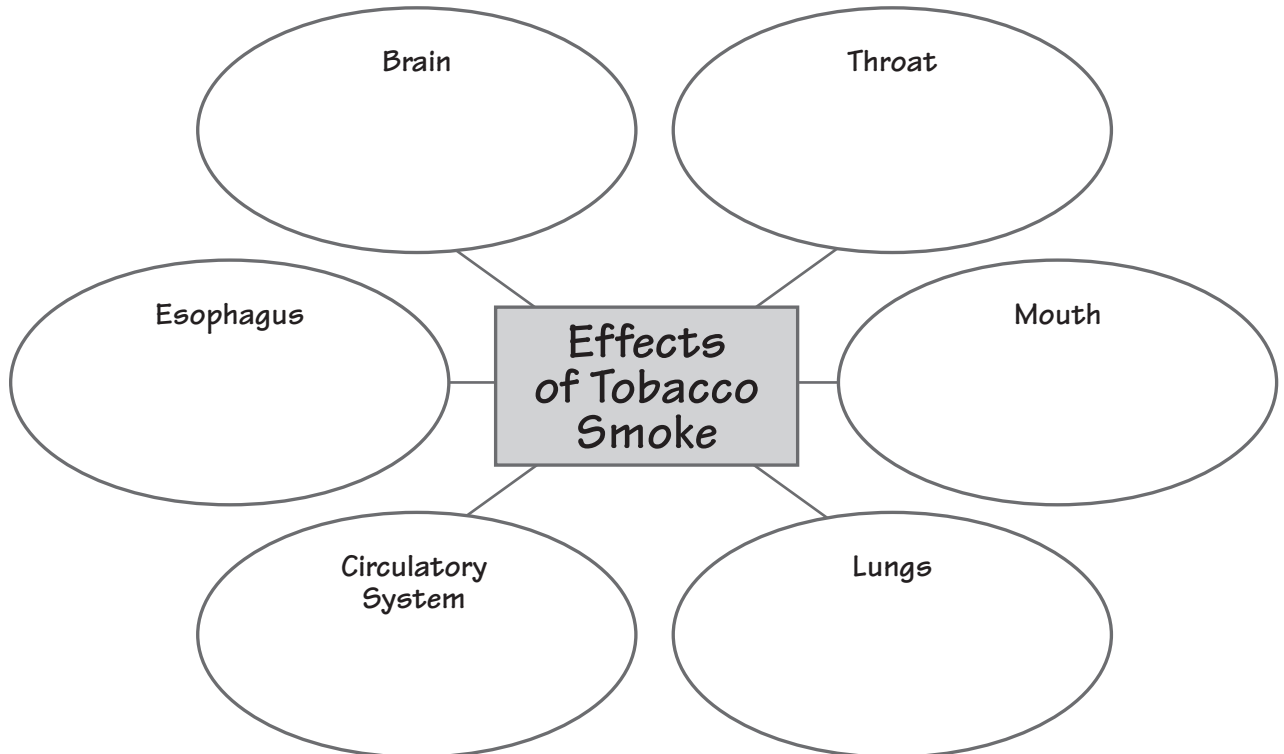 Brain
Throat
Esophagus
Effects
of Tobacco
Smoke
Mouth
Circulatory
System
Lungs